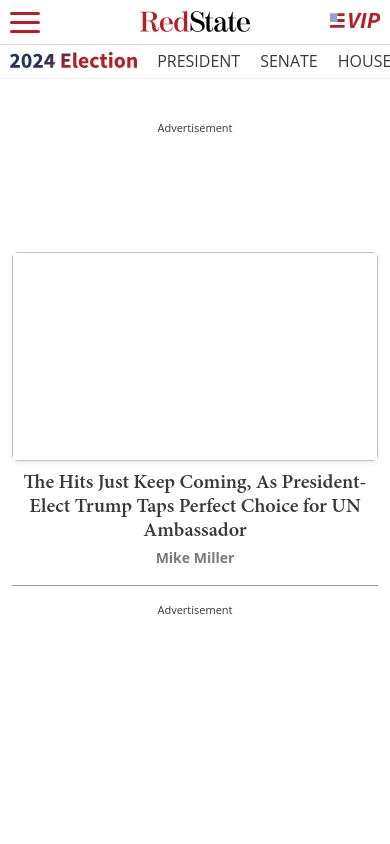 RedState
VIP
2024 Election PRESIDENT SENATE HOUSE
Advertisement
The Hits Just Keep Coming, As President-
Elect Trump Taps Perfect Choice for UN
Ambassador
Mike Miller
Advertisement